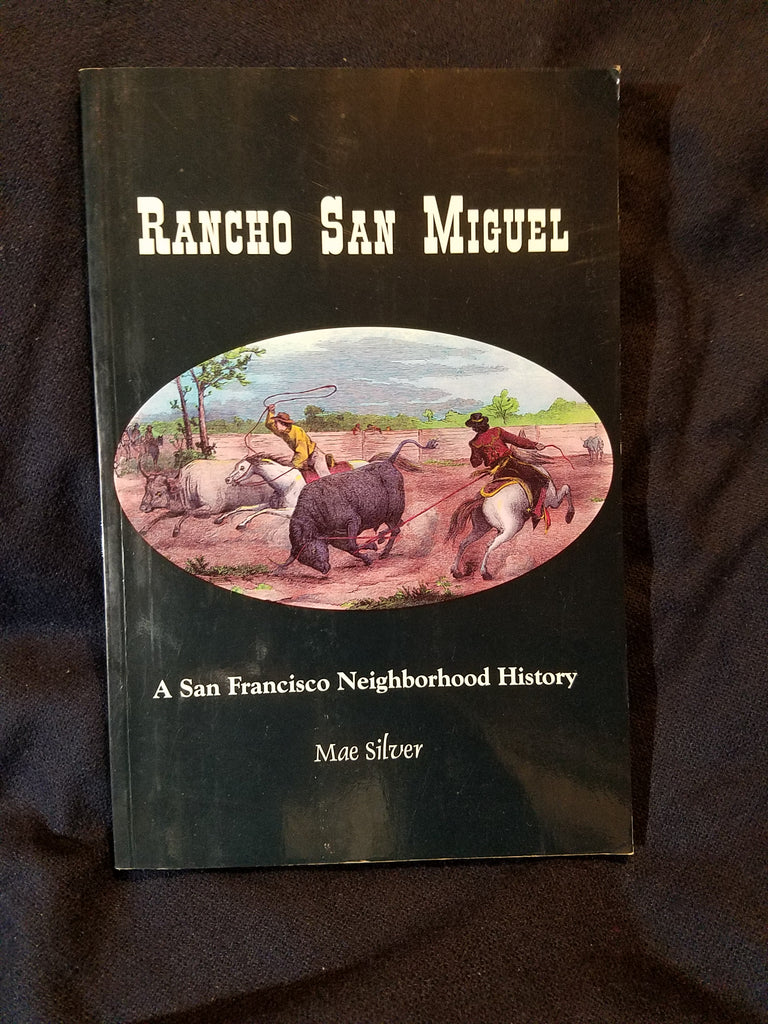 RANCHO SAN MIGUEL
A San Francisco Neighborhood History
Mae Silver